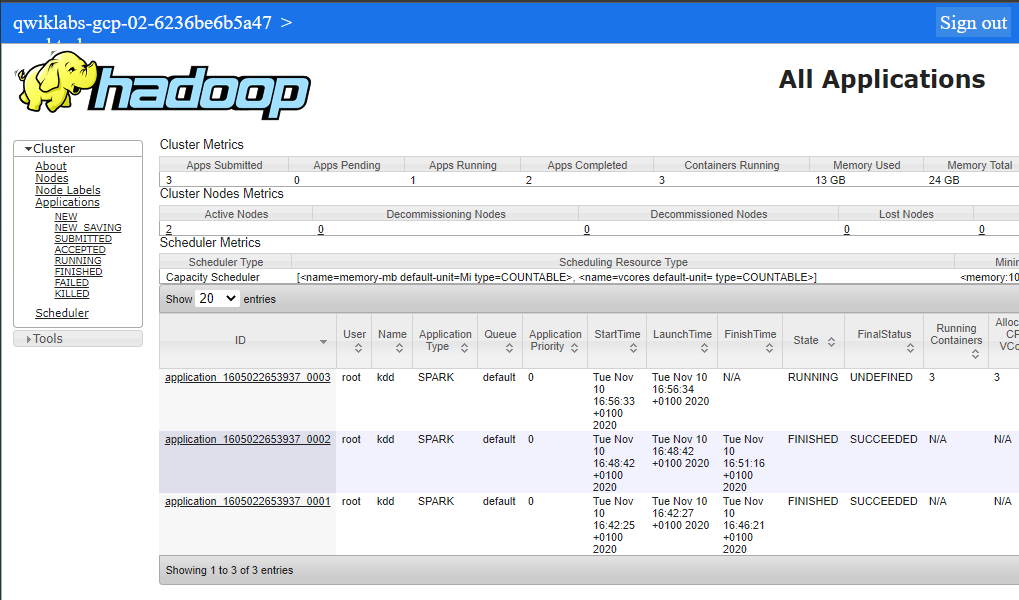 qwiklabs-gcp-02-6236be6b5a47 >
Sign out
hadoop
All Applications
Cluster
About
Nodes
Node Labels
Applications
NEW
NEW_SAVING
SUBMITTED
ACCEPTED
RUNNING
FINISHED
FAILED
KILLED
Scheduler
Tools
Cluster Metrics
Apps Submitted Apps Pending Apps Running Apps Completed Containers Running Memory Used Memory Total
3 0 1 2 3 13 GB 24 GB
Cluster Nodes Metrics
Active Nodes Decommissioning Nodes Decommissioned Nodes Lost Nodes
2 0 0 0 0
Scheduler Metrics
Scheduler Type Scheduling Resource Type
Capacity Scheduler [<name=memory-mb default-unit=Mi type=COUNTABLE>, <name=vcores default-unit= type=COUNTABLE>] <memory:10
Show 20 entries
ID
User
Name
Application
Type
Queue
Application
Priority
StartTime
LaunchTime
FinishTime
State
FinalStatus
Running
Containers
application_1605022653937_0003 root kdd SPARK default 0
Tue Nov
10
16:56:33
+0100
2020
Tue Nov 10
16:56:34
+0100 2020
N/A RUNNING UNDEFINED 3 3
application_1605022653937_0002 root kdd SPARK default 0
Tue Nov
10
16:48:42
+0100
2020
Tue Nov 10
16:48:42
+0100 2020
Tue Nov
10
16:51:16
+0100
2020
FINISHED SUCCEEDED N/A N/A
application_1605022653937_0001 root kdd SPARK default 0
Tue Nov
10
16:42:25
+0100
2020
Tue Nov 10
16:42:27
+0100 2020
Tue Nov
10
16:46:21
+0100
2020
FINISHED SUCCEEDED N/A N/A
Showing 1 to 3 of 3 entries